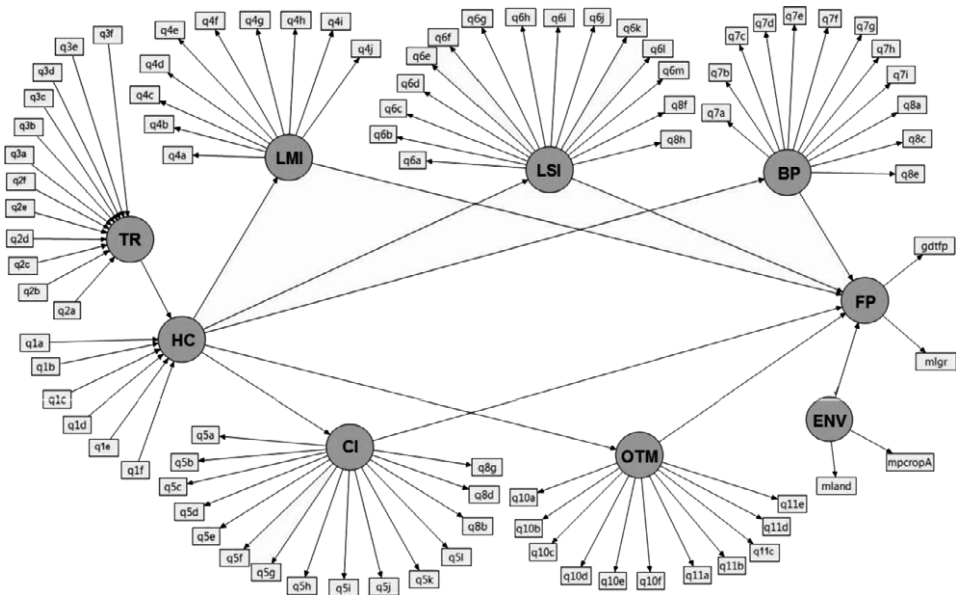 q3f
q3e
q3d
q3c
q3b
q3a
q2f
q2e
q2d
q2c
q2b
q2a
TR
q4a
q4b
q4c
q4d
q4e
q4f
q4g
q4h
q4i
q4j
LMI
q6a
q6b
q6c
q6d
q6e
q6f
q6g
q6h
q6i
q6j
q6k
q6l
q6m
q8f
q8h
LSI
q7a
q7b
q7c
q7d
q7e
q7f
q7g
q7h
q7i
q8a
q8c
q8e
BP
q1a
q1b
q1c
q1d
q1e
q1f
HC
gdtfp
FP
mlgr
ENV
mpcropA
mland
q5a
q5b
q5c
q5d
q5e
q5f
q5g
q5h
q5i
q5j
q5k
q5l
q8b
q8d
q8g
CI
q10a
q10b
q10c
q10d
q10e
q10f
q11a
q11b
q11c
q11d
q11e
OTM